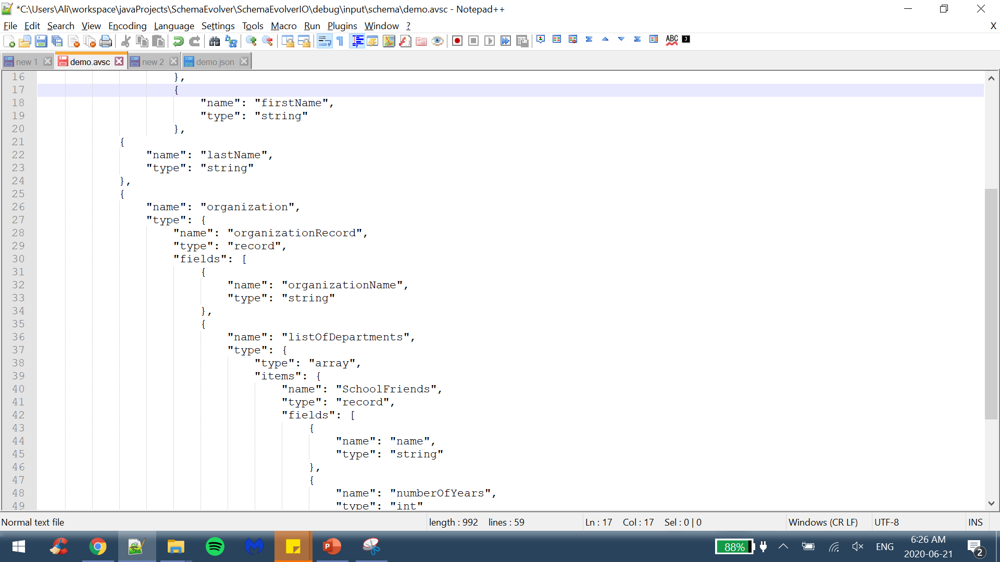 *C:\Users\Ali\workspace\javaProjects\SchemaEvolver\SchemaEvolverIO\debug\input\schema\demo.avsc - Notepad++
File Edit Search View Encoding Language Settings Tools Macro Run Plugins Window ? X
ABC
new 1 demo.avsc new 2 demo.json
16 },
17 {
18 "name": "firstName",
19 "type": "string"
20 },
21 {
22 "name": "lastName",
23 "type": "string"
24 },
25 {
26 "name": "organization",
27 "type": {
28 "name": "organizationRecord",
29 "type": "record",
30 "fields": [
31 {
32 "name": "organizationName",
33 "type": "string"
34 },
35 {
36 "name": "listOfDepartments",
37 "type": {
38 "type": "array",
39 "items": {
40 "name": "SchoolFriends",
41 "type": "record",
42 "fields": [
43 {
44 "name": "name",
45 "type": "string"
46 },
47 {
48 "name": "numberOfYears",
49 "type": "int"
Normal text file length : 992 lines : 59 Ln : 17 Col : 17 Sel : 0 | 0 Windows (CR LF) UTF-8 INS
88% ENG 6:26 AM
2020-06-21 2